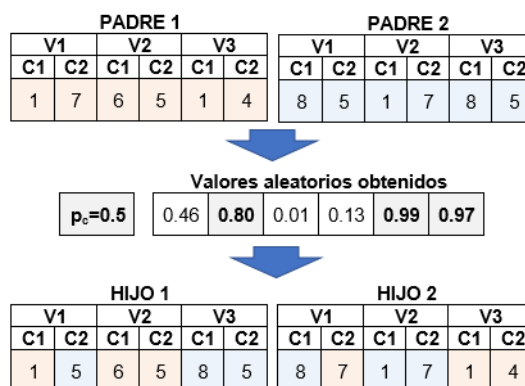 PADRE 1 PADRE 2
V1 V2 V3 V1 V2 V3
C1 C2 C1 C2 C1 C2 C1 C2 C1 C2 C1 C2
1 7 6 5 1 4 8 5 1 7 8 5
Valores aleatorios obtenidos
pc=0.5 0.46 0.80 0.01 0.13 0.99 0.97
HIJO 1 HIJO 2
V1 V2 V3 V1 V2 V3
C1 C2 C1 C2 C1 C2 C1 C2 C1 C2 C1 C2
1 5 6 5 8 5 8 7 1 7 1 4